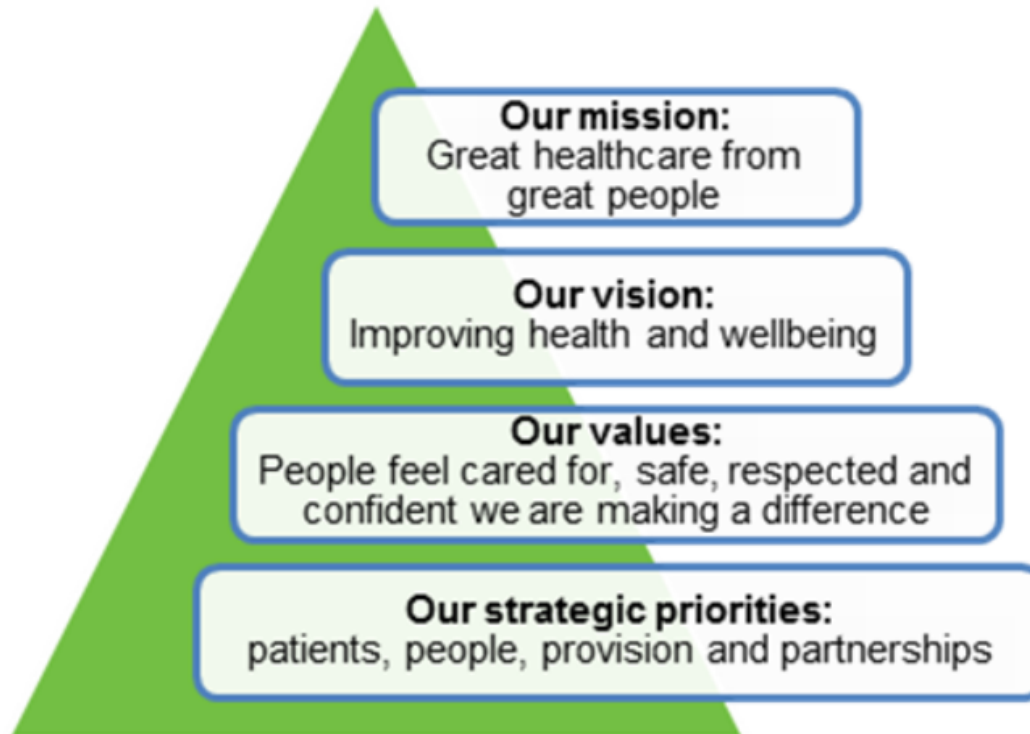 Our mission:
Great healthcare from
great people
Our vision:
Improving health and wellbeing
Our values:
People feel cared for, safe, respected and
confident we are making a difference
Our strategic priorities:
patients, people, provision and partnerships